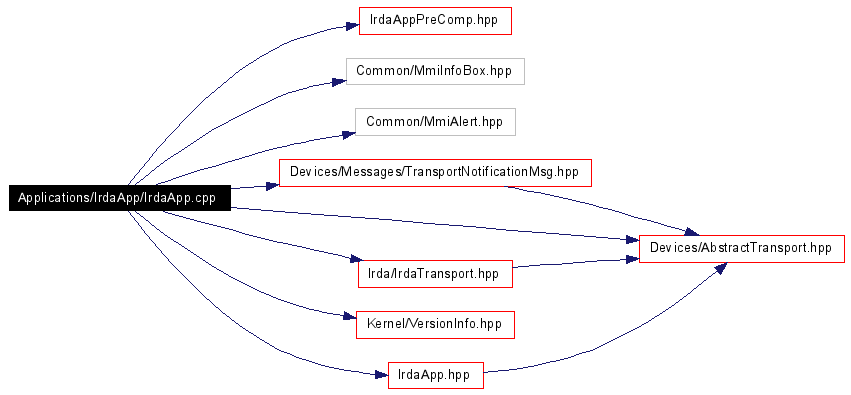 IrdaAppPreComp.hpp
Common/MmiInfoBox.hpp
Common/MmiAlert.hpp
Devices/Messages/TransportNotificationMsg.hpp
Applications/IrdaApp/IrdaApp.cpp
Devices/AbstractTransport.hpp
Irda/IrdaTransport.hpp
Kernel/VersionInfo.hpp
IrdaApp.hpp